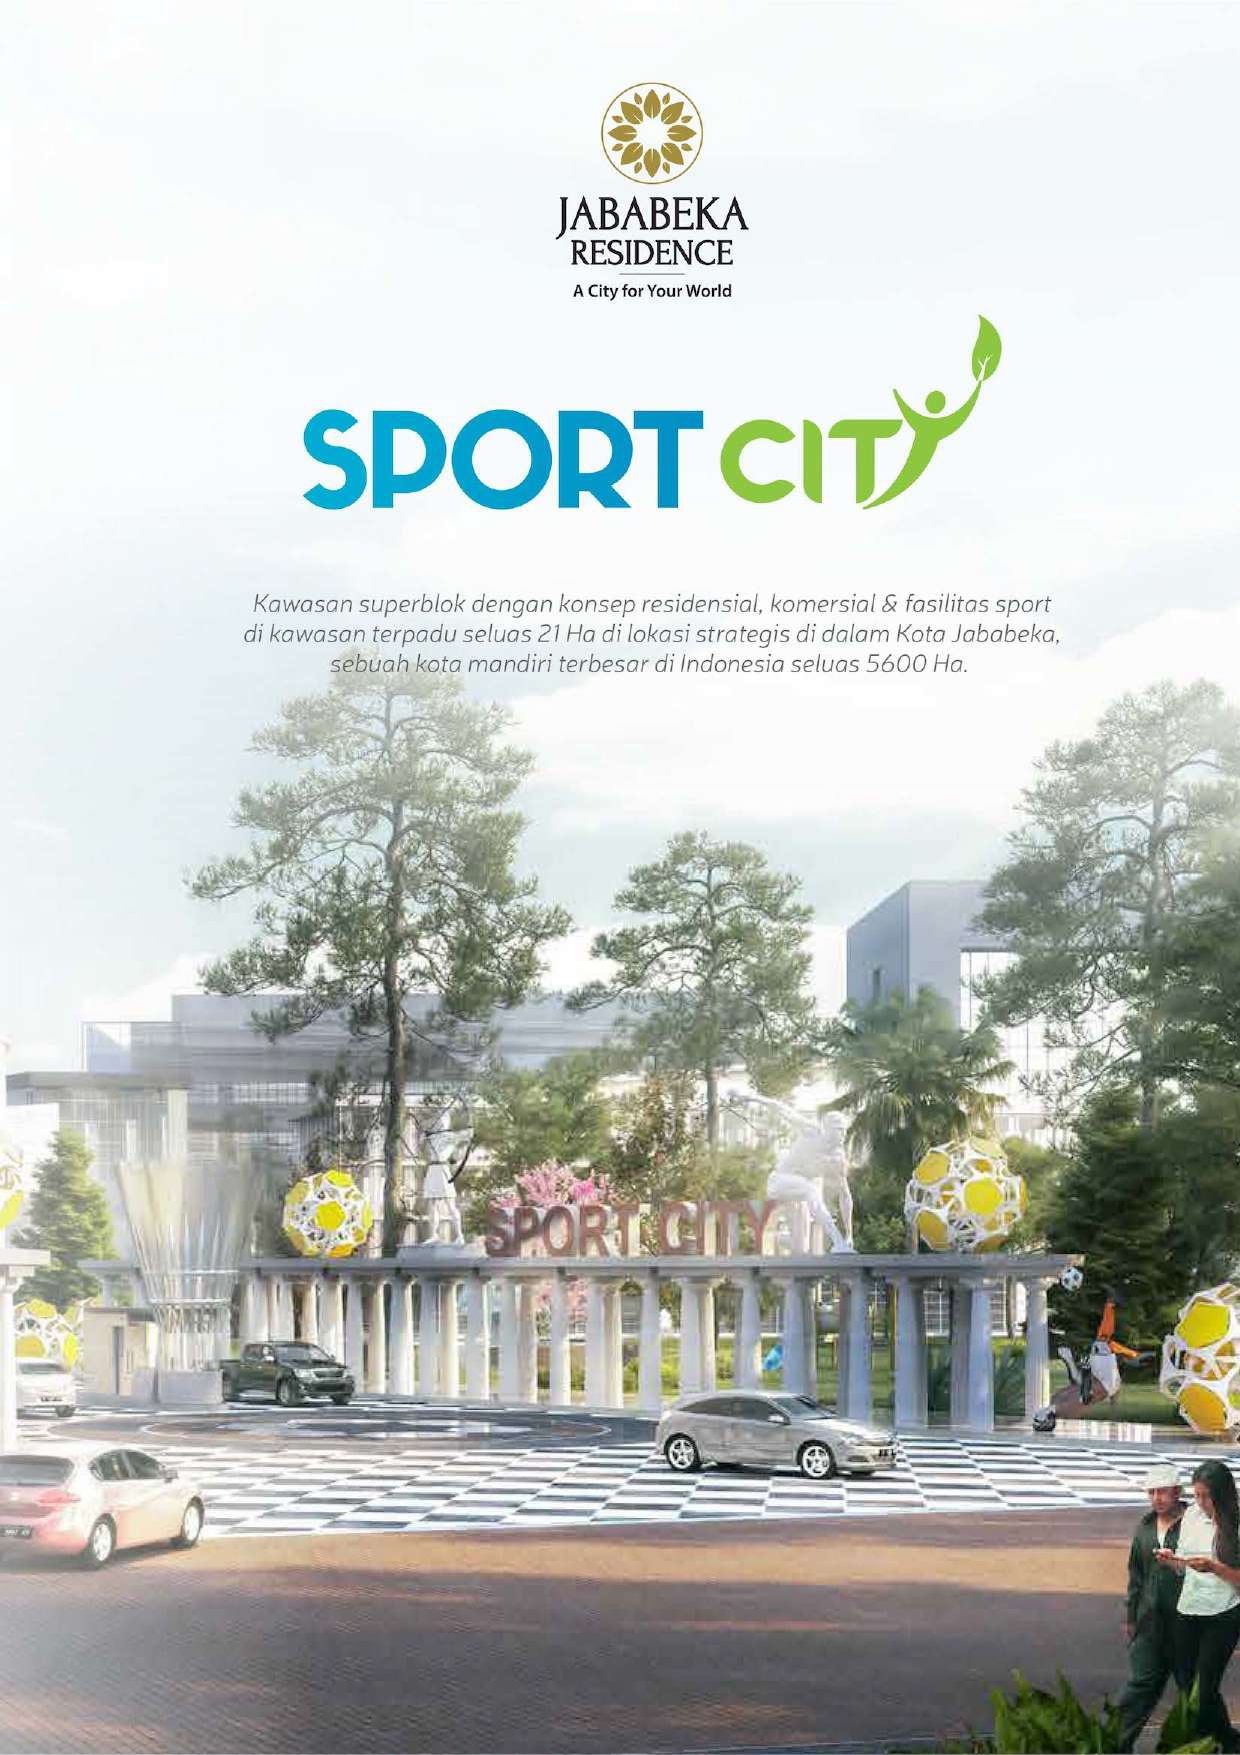 JABABEKA
RESIDENCE
A City for Your World
SPORT CITY
Kawasan superblok dengan konsep residensial, komersial & fasilitas sport
di kawasan terpadu seluas 21 Ha di lokasi strategis di dalam Kota Jababeka,
sebuah kota mandiri terbesar di Indonesia seluas 5600 Ha.
SPORT CITY